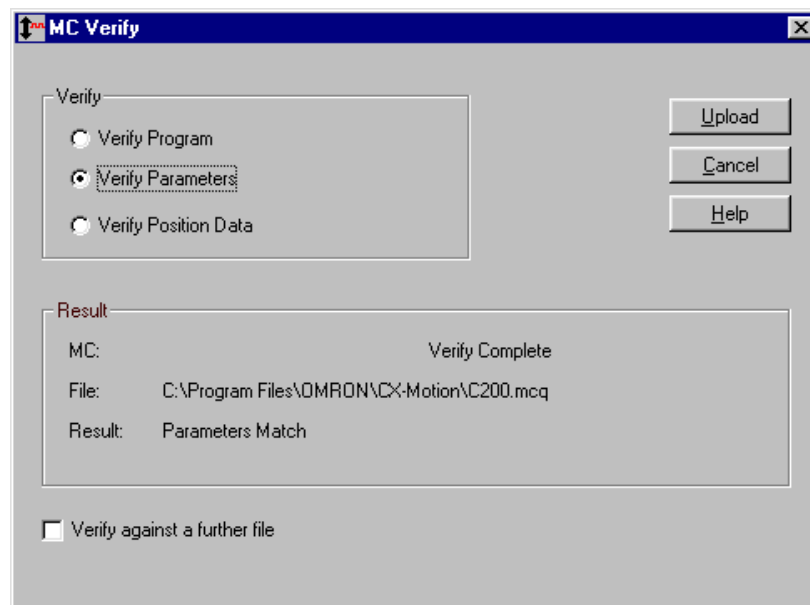 MC Verify
Verify
Verify Program
Verify Parameters
Verify Position Data
Upload
Cancel
Help
Result
MC: Verify Complete
File: C:\Program Files\OMRON\CX-Motion\C200.mcq
Result: Parameters Match
Verify against a further file